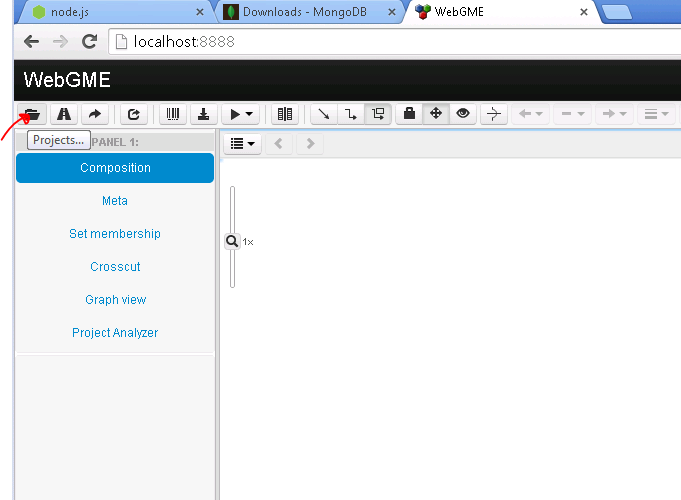 node.js
Downloads - MongoDB
WebGME
localhost:8888
WebGME
Projects...
PANEL 1:
Composition
Meta
Set membership
Crosscut
Graph view
Project Analyzer
1x